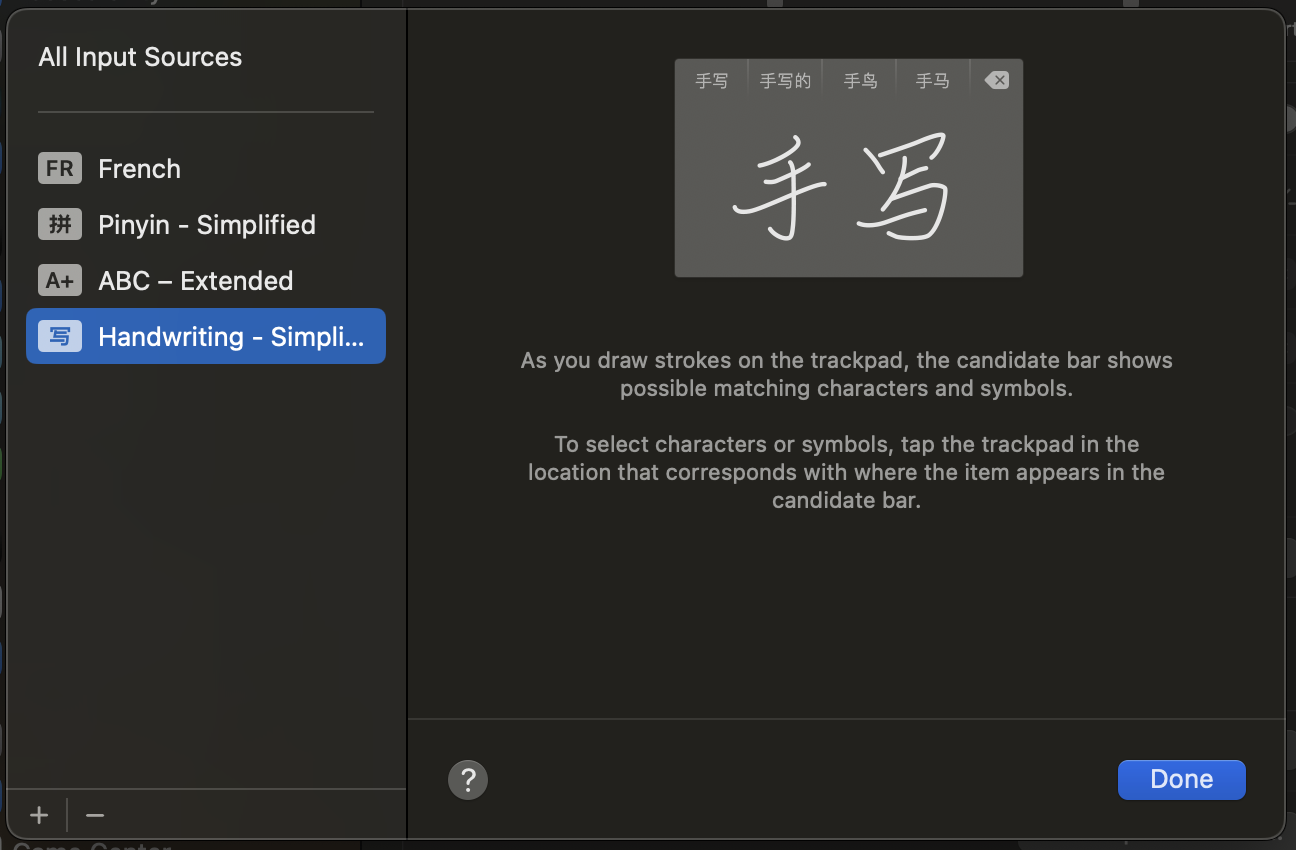 All Input Sources
FR French
拼 Pinyin - Simplified
A+ ABC – Extended
写 Handwriting - Simpli...
手写 手写的 手鸟 手马
手写
As you draw strokes on the trackpad, the candidate bar shows
possible matching characters and symbols.
To select characters or symbols, tap the trackpad in the
location that corresponds with where the item appears in the
candidate bar.
? Done
+ −
Game Center